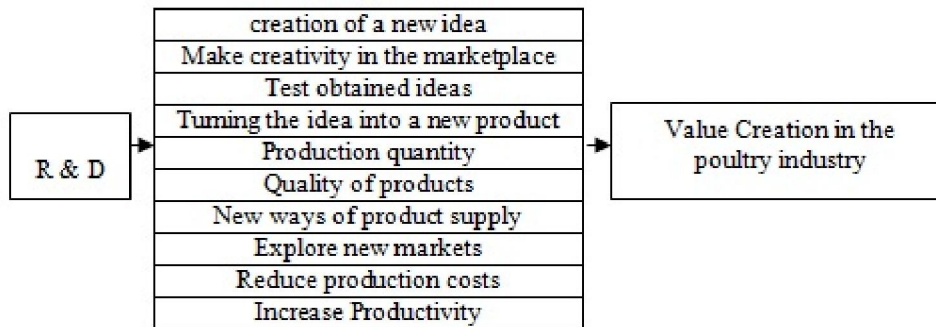 R & D
creation of a new idea
Make creativity in the marketplace
Test obtained ideas
Turning the idea into a new product
Production quantity
Quality of products
New ways of product supply
Explore new markets
Reduce production costs
Increase Productivity
Value Creation in the
poultry industry